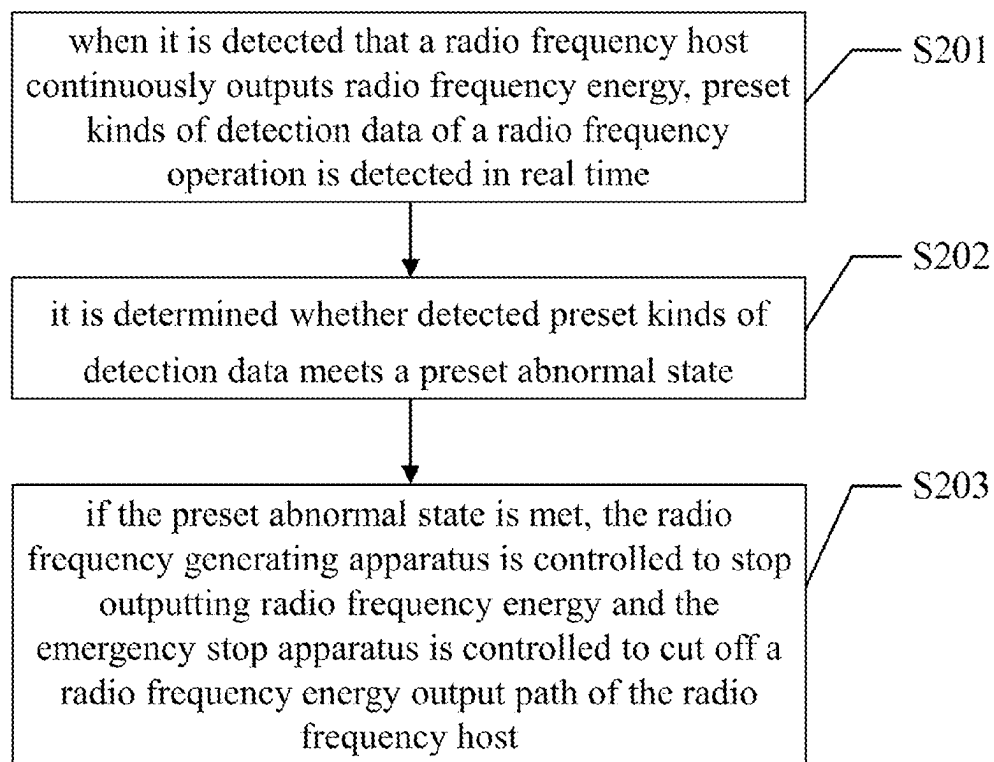 when it is detected that a radio frequency host
continuously outputs radio frequency energy, preset
kinds of detection data of a radio frequency
operation is detected in real time
S201
it is determined whether detected preset kinds of
detection data meets a preset abnormal state
S202
if the preset abnormal state is met, the radio
frequency generating apparatus is controlled to stop
outputting radio frequency energy and the
emergency stop apparatus is controlled to cut off a
radio frequency energy output path of the radio
frequency host
S203